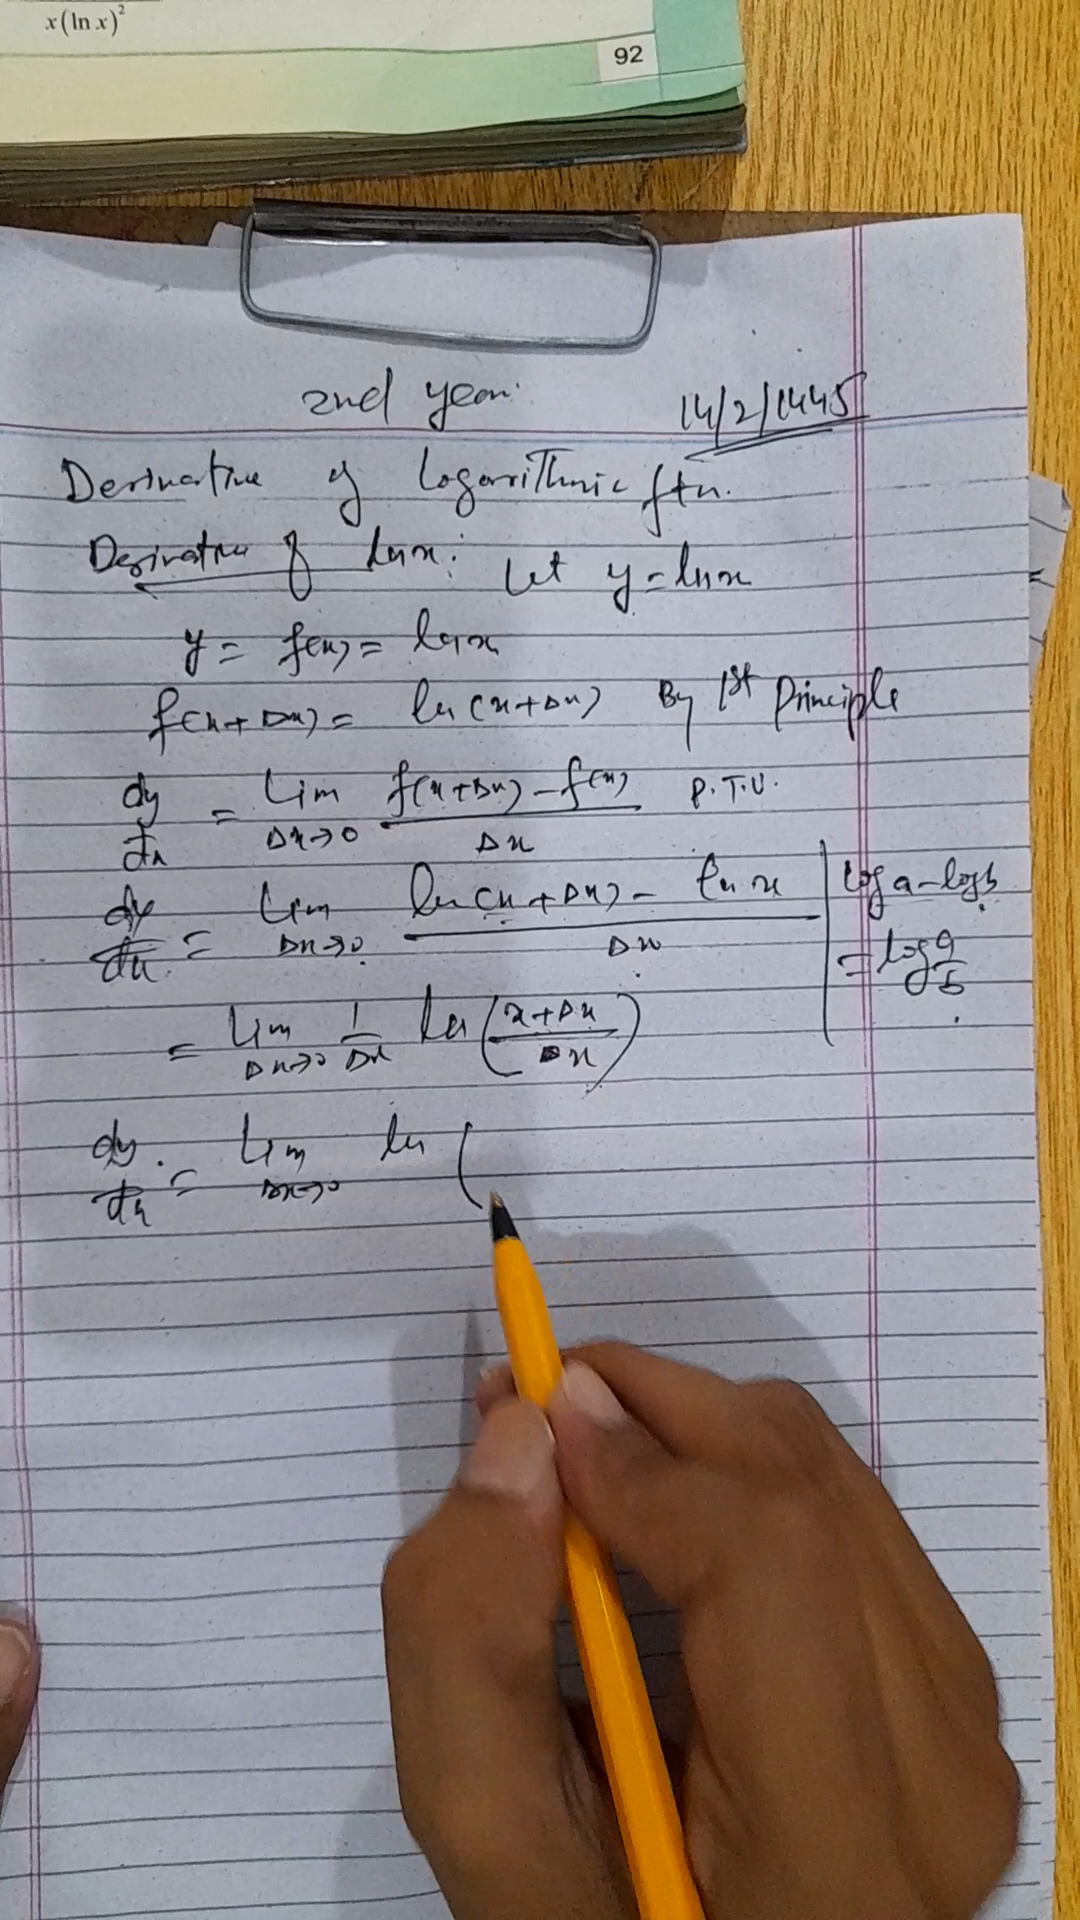 x(ln x)²
92
2nd year:
14/2/1445
Derivative of Logarithmic ftn.
Derivative of lnx: Let y = lnx
y = f(x) = lnx
f(x+Δx) = ln(x+Δx) By 1st Principle
dy/dx = Lim Δx→0 f(x+Δx) - f(x) / Δx P.T.V.
dy/dx = Lim Δx→0 ln(x+Δx) - ln x / Δx
log a - log b
= log a/b
= Lim Δx→0 1/Δx ln (x+Δx / Δx)
dy/dx = Lim Δx→0 ln (